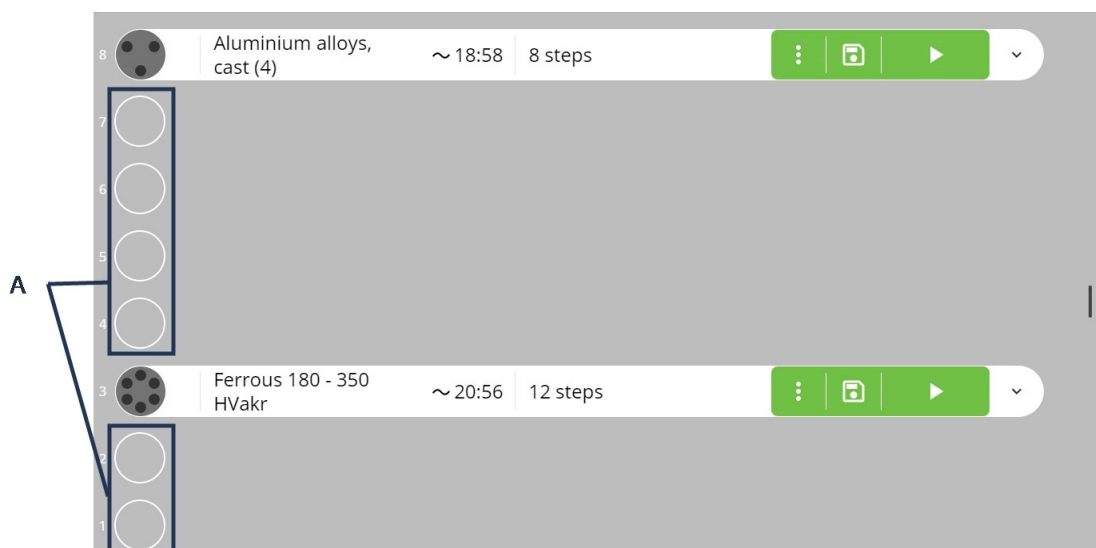 8 Aluminium alloys, cast (4) ～ 18:58 8 steps
7
6
5
A
4
3 Ferrous 180 - 350 HVakr ～ 20:56 12 steps
2
1